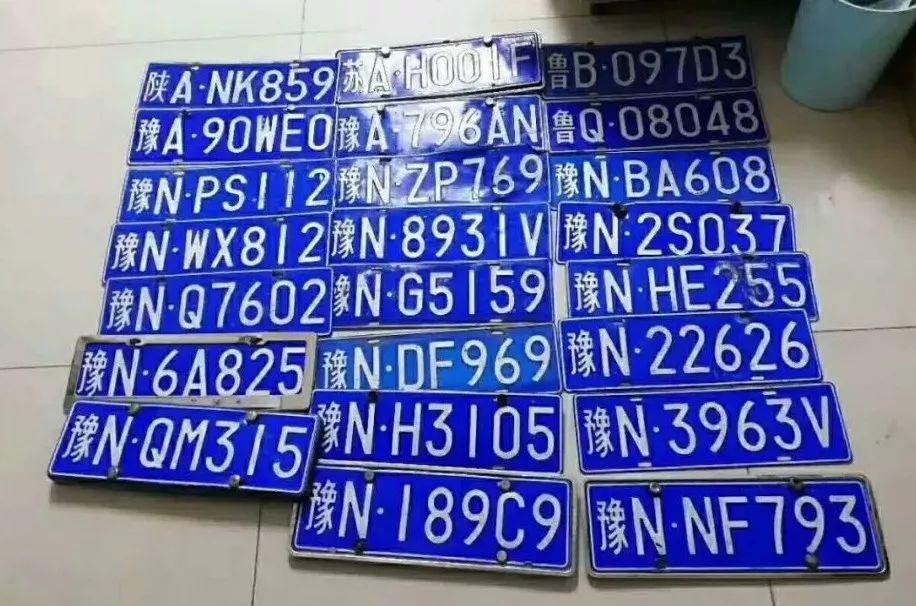 陕A·NK859
苏A·H001F
鲁B·097D3
豫A·90WE0
豫A·796AN
鲁Q·08048
豫N·PS112
豫N·ZP769
豫N·BA608
豫N·WX812
豫N·8931V
豫N·2S037
豫N·Q7602
豫N·G5159
豫N·HE255
豫N·6A825
豫N·DF969
豫N·22626
豫N·QM315
豫N·H3105
豫N·3963V
豫N·189C9
豫N·NF793